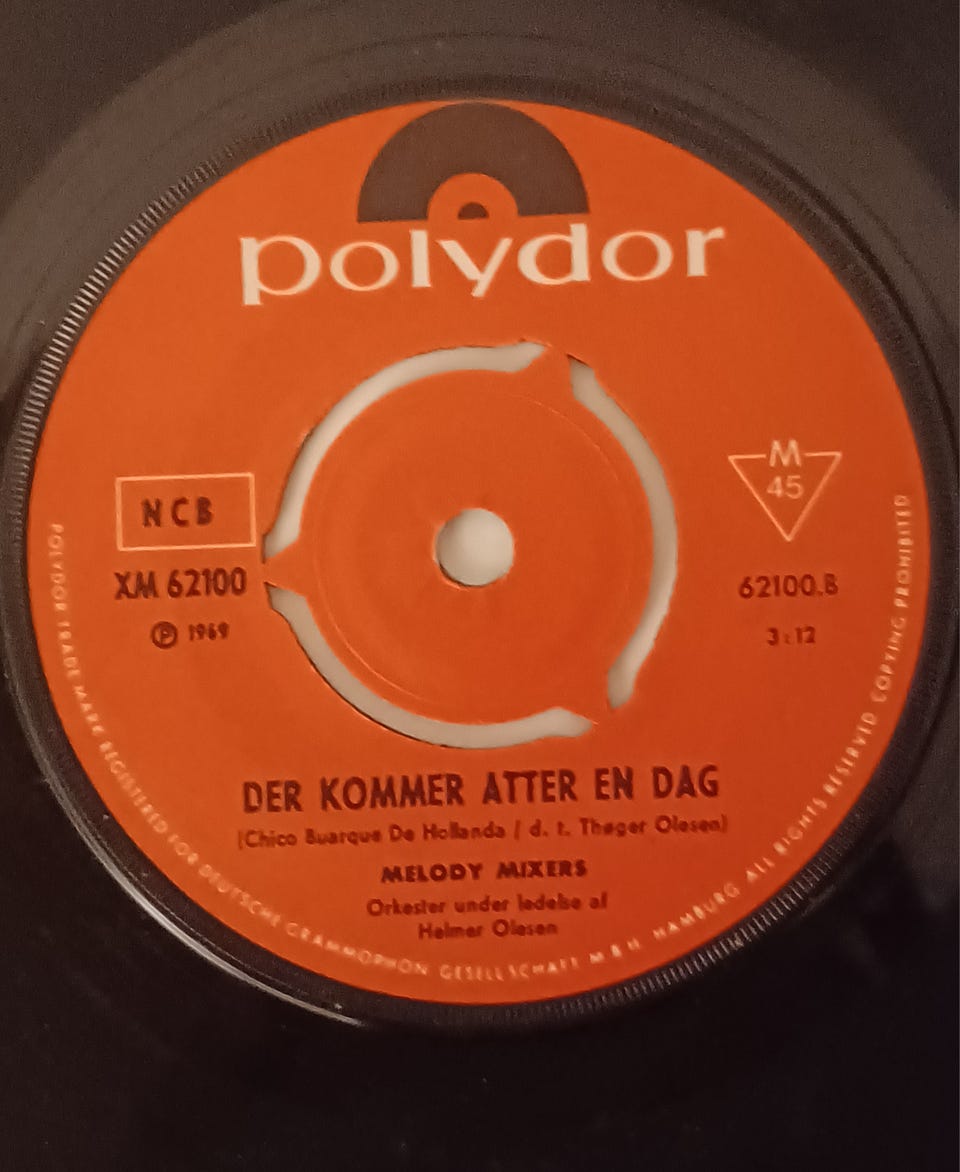 polydor
NCB
XM 62100
Ⓟ 1969
M
45
62100.B
3:12
DER KOMMER ATTER EN DAG
(Chico Buarque De Hollanda / d. t. Thøger Olesen)
MELODY MIXERS
Orkester under ledelse af
Helmer Olesen
POLYDOR TRADE MARK REGISTERED FOR DEUTSCHE GRAMMOPHON GESELLSCHAFT M.B.H. HAMBURG ALL RIGHTS RESERVED COPYING PROHIBITED